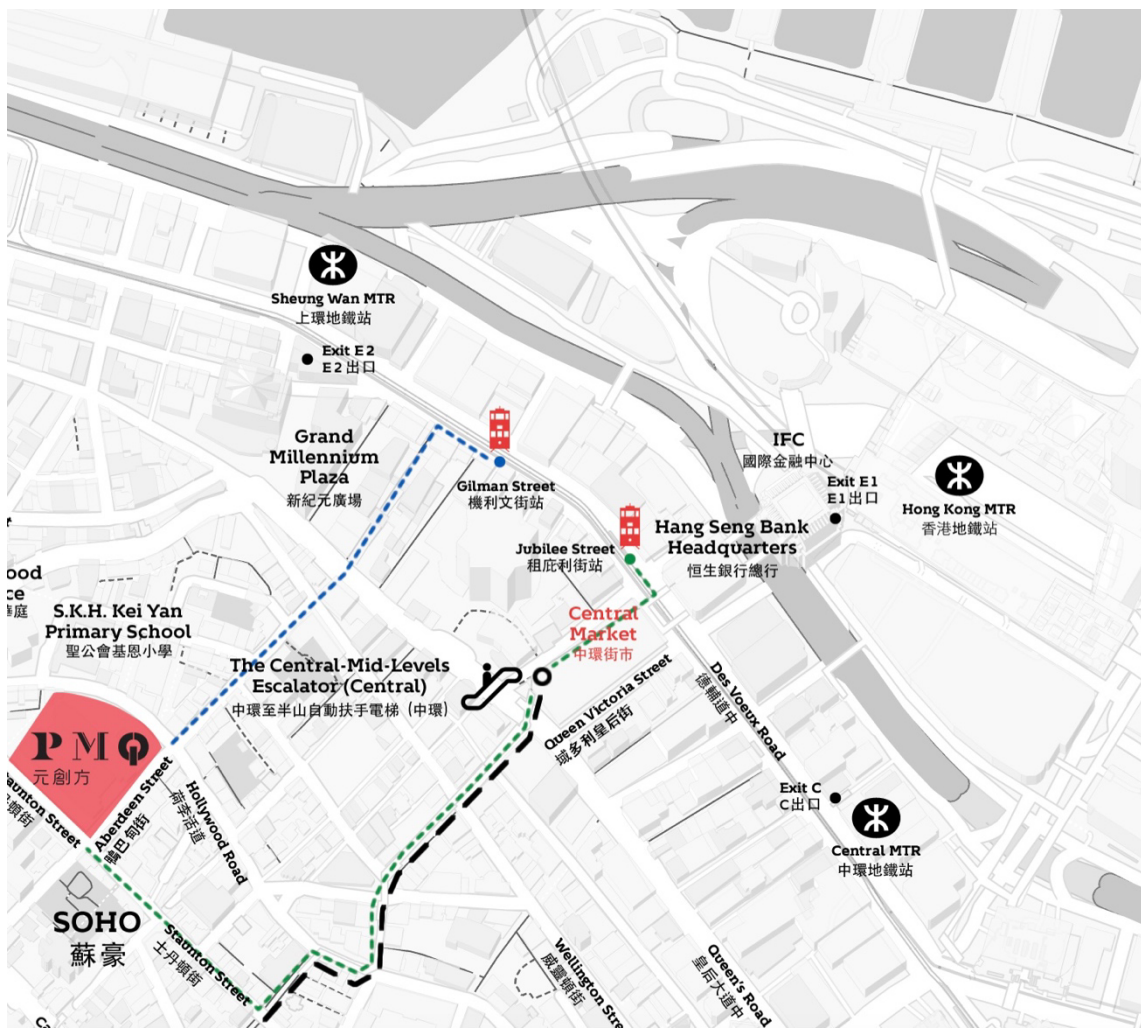 Sheung Wan MTR
上環地鐵站
Exit E2
E2出口
Grand
Millennium
Plaza
新紀元廣場
Gilman Street
機利文街站
IFC
國際金融中心
Exit E1
E1出口
Hong Kong MTR
香港地鐵站
Jubilee Street
租庇利街站
Hang Seng Bank
Headquarters
恒生銀行總行
S.K.H. Kei Yan
Primary School
聖公會基恩小學
Central
Market
中環街市
The Central-Mid-Levels
Escalator (Central)
中環至半山自動扶手電梯（中環）
Queen Victoria Street
域多利皇后街
Des Voeux Road
德輔道中
PMQ
元創方
Staunton Street
Aberdeen Street
鴨巴甸街
Hollywood Road
荷李活道
Exit C
C出口
Central MTR
中環地鐵站
SOHO
蘇豪
Staunton Street
士丹頓街
Wellington Stre
威靈頓街
Queen's Road
皇后大道中